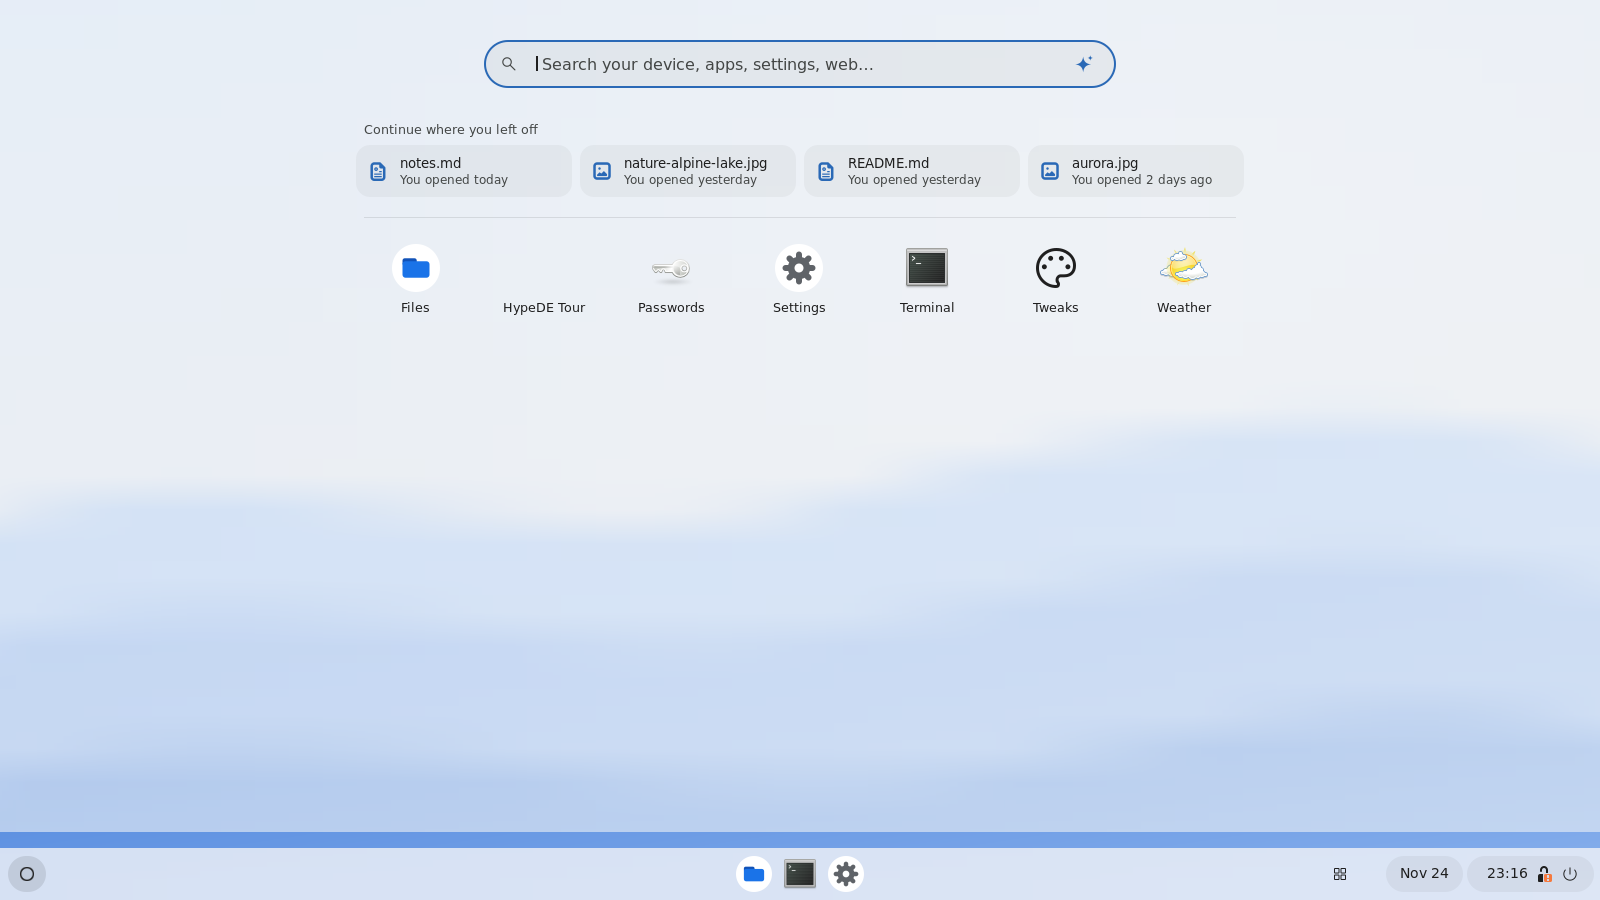 Search your device, apps, settings, web...
Continue where you left off
notes.md
You opened today
nature-alpine-lake.jpg
You opened yesterday
README.md
You opened yesterday
aurora.jpg
You opened 2 days ago
Files
HypeDE Tour
Passwords
Settings
Terminal
Tweaks
Weather
Nov 24
23:16